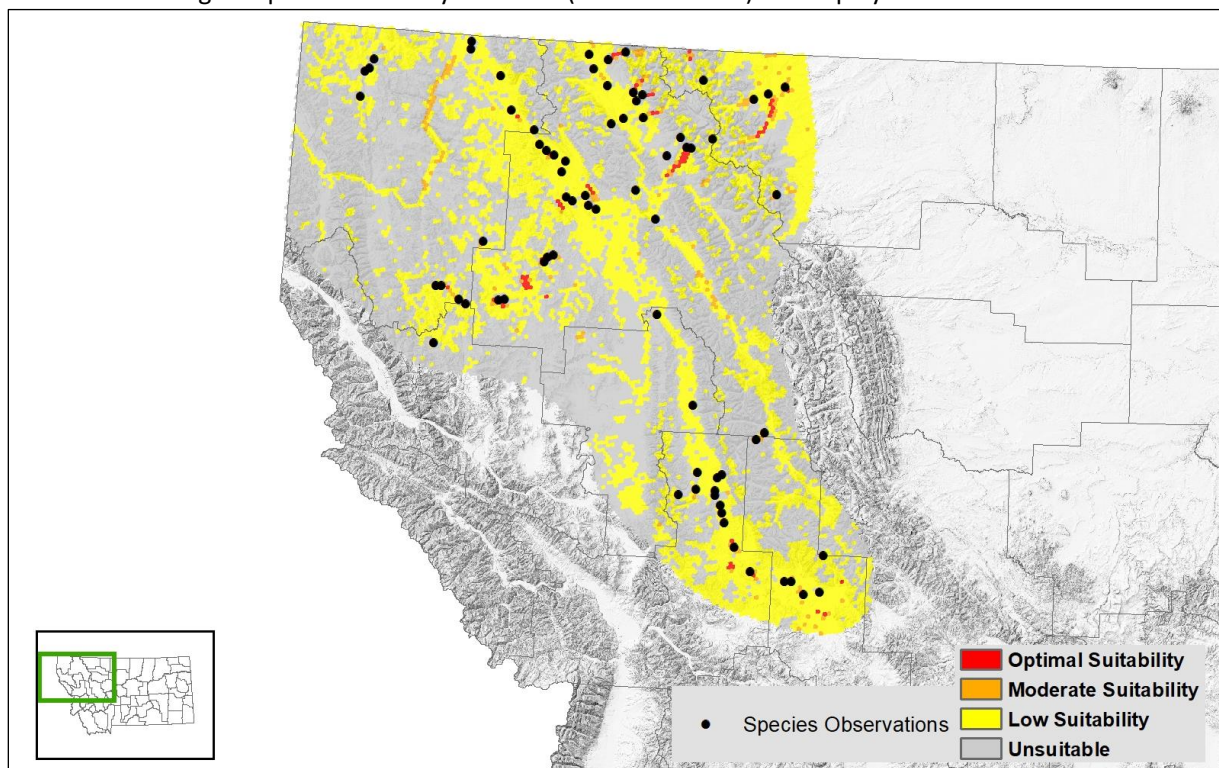 Species Observations
Optimal Suitability
Moderate Suitability
Low Suitability
Unsuitable